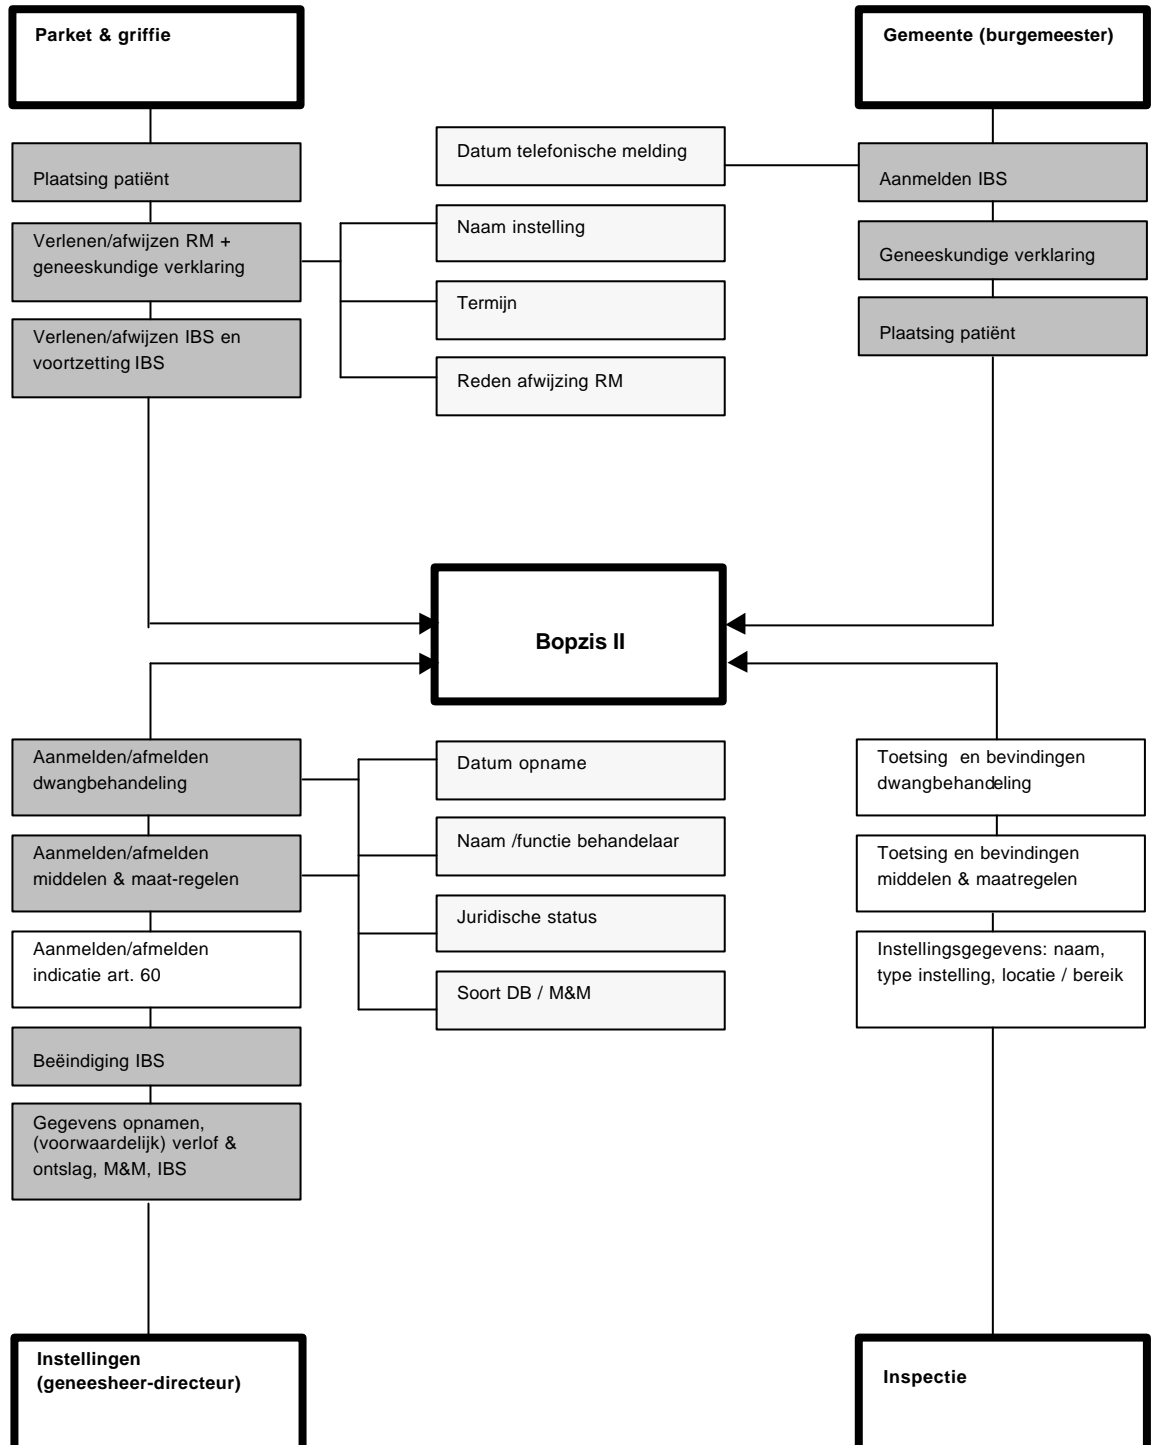 Parket & griffie
Gemeente (burgemeester)
Plaatsing patiënt
Datum telefonische melding
Aanmelden IBS
Verlenen/afwijzen RM +
geneeskundige verklaring
Naam instelling
Geneeskundige verklaring
Termijn
Verlenen/afwijzen IBS en
voortzetting IBS
Plaatsing patiënt
Reden afwijzing RM
Bopzis II
Aanmelden/afmelden
dwangbehandeling
Datum opname
Toetsing en bevindingen
dwangbehandeling
Aanmelden/afmelden
middelen & maat-regelen
Naam /functie behandelaar
Toetsing en bevindingen
middelen & maatregelen
Aanmelden/afmelden
indicatie art. 60
Juridische status
Instellingsgegevens: naam,
type instelling, locatie / bereik
Soort DB / M&M
Beëindiging IBS
Gegevens opnamen,
(voorwaardelijk) verlof &
ontslag, M&M, IBS
Instellingen
(geneesheer-directeur)
Inspectie